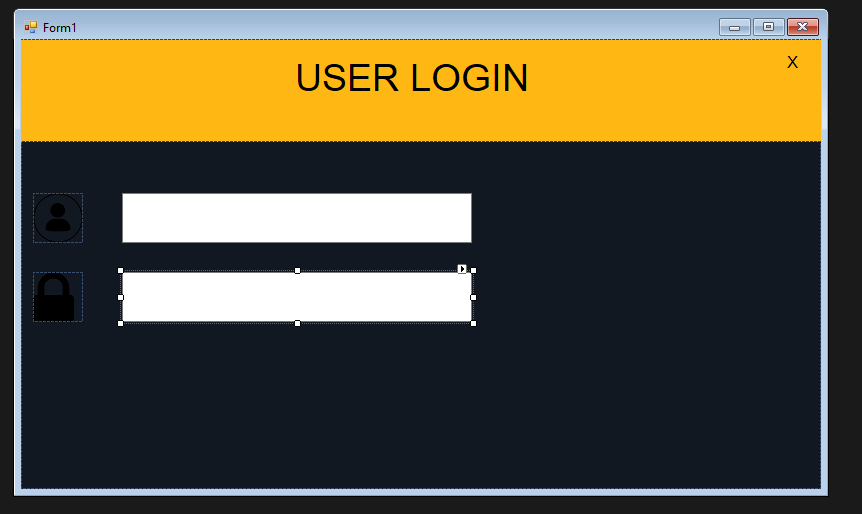 Form1
USER LOGIN
X